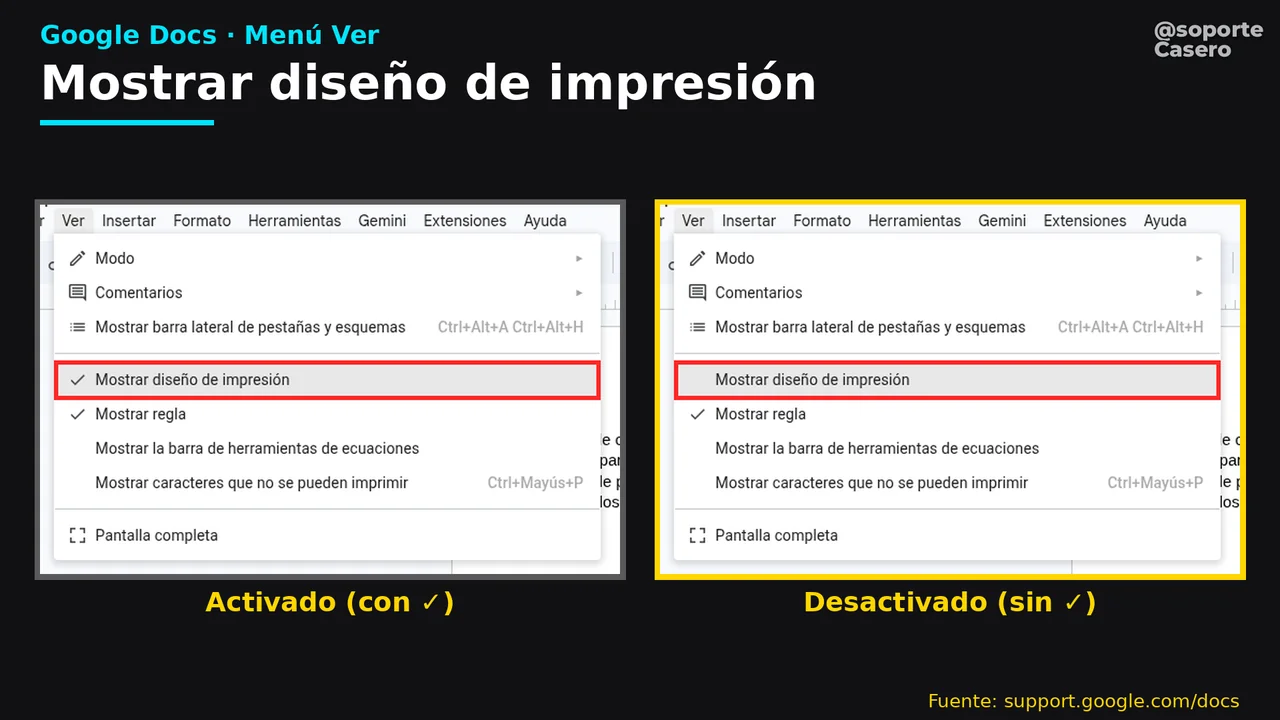 Google Docs · Menú Ver
@soporte
Casero
Mostrar diseño de impresión
Ver Insertar Formato Herramientas Gemini Extensiones Ayuda
Modo
Comentarios
Mostrar barra lateral de pestañas y esquemas Ctrl+Alt+A Ctrl+Alt+H
✓ Mostrar diseño de impresión
✓ Mostrar regla
Mostrar la barra de herramientas de ecuaciones
Mostrar caracteres que no se pueden imprimir Ctrl+Mayús+P
Pantalla completa
Activado (con ✓)
Ver Insertar Formato Herramientas Gemini Extensiones Ayuda
Modo
Comentarios
Mostrar barra lateral de pestañas y esquemas Ctrl+Alt+A Ctrl+Alt+H
Mostrar diseño de impresión
✓ Mostrar regla
Mostrar la barra de herramientas de ecuaciones
Mostrar caracteres que no se pueden imprimir Ctrl+Mayús+P
Pantalla completa
Desactivado (sin ✓)
Fuente: support.google.com/docs